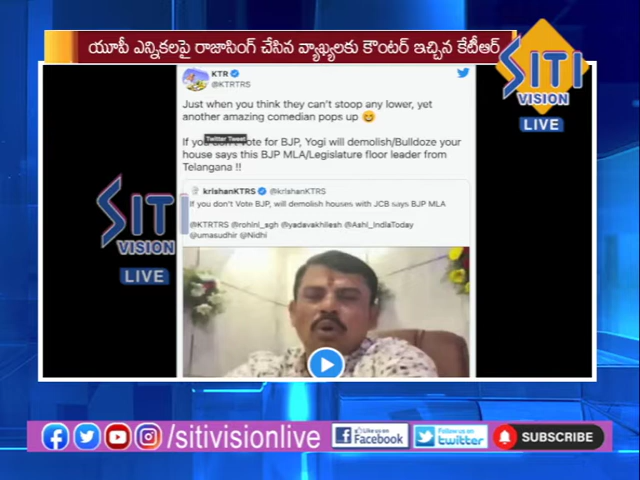 యూపీ ఎన్నికలపై రాజాసింగ్ చేసిన వ్యాఖ్యలకు కౌంటర్ ఇచ్చిన కేటీఆర్
SITI
VISION
LIVE
KTR
@KTRTRS
Just when you think they can't stoop any lower, yet
another amazing comedian pops up 😄
Twitter Tweet
If you don't vote for BJP, Yogi will demolish/Bulldoze your
house says this BJP MLA/Legislature floor leader from
Telangana !!
krishanKTRS @krishanKTRS
If you don't Vote BJP, will demolish houses with JCB says BJP MLA
@KTRTRS @rohini_sgh @yadavakhilesh @Aahi_IndiaToday
@umasudhir @Nidhi
SITI
VISION
LIVE
/sitivisionlive
Like us on
Facebook
Follow us on
twitter
SUBSCRIBE